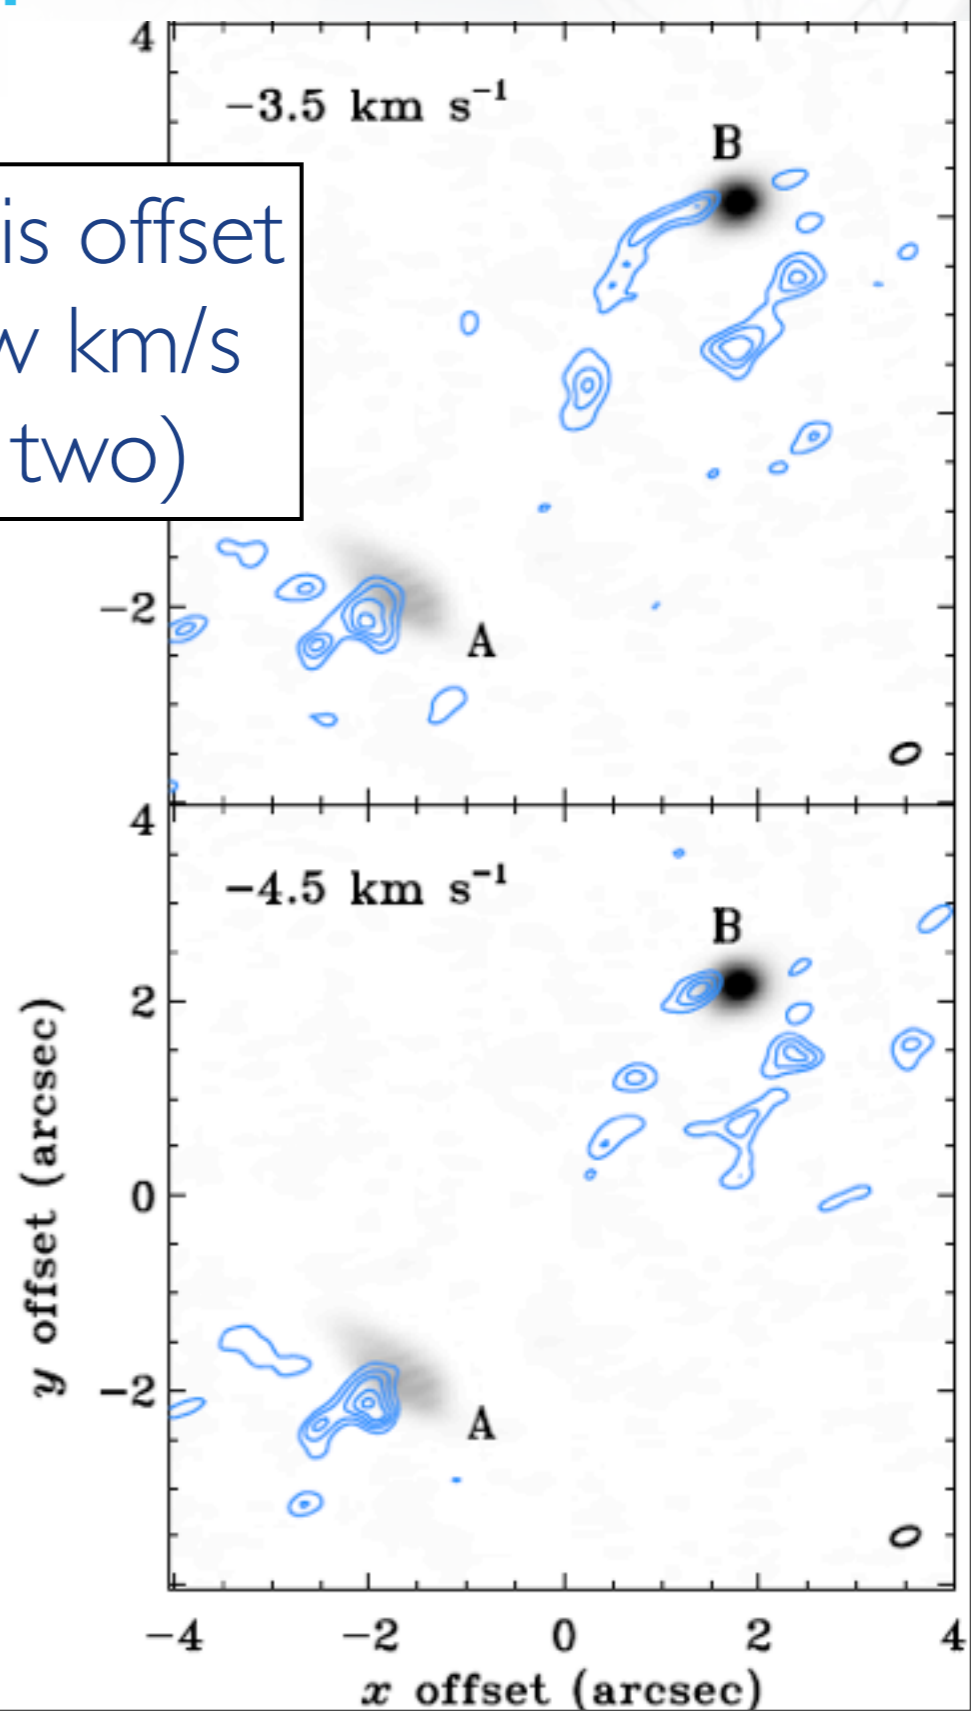 4
−3.5 km s−1
B
is offset
w km/s
two)
−2
A
4
−4.5 km s−1
B
2
y offset (arcsec)
0
−2
A
−4 −2 0 2 4
x offset (arcsec)